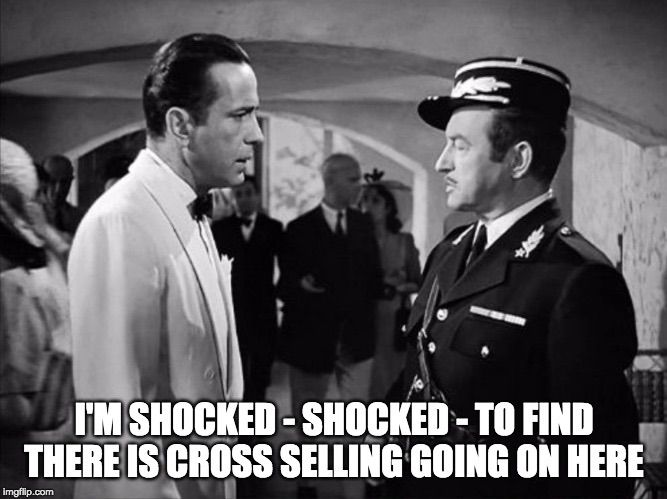 I'M SHOCKED - SHOCKED - TO FIND
THERE IS CROSS SELLING GOING ON HERE
imgflip.com